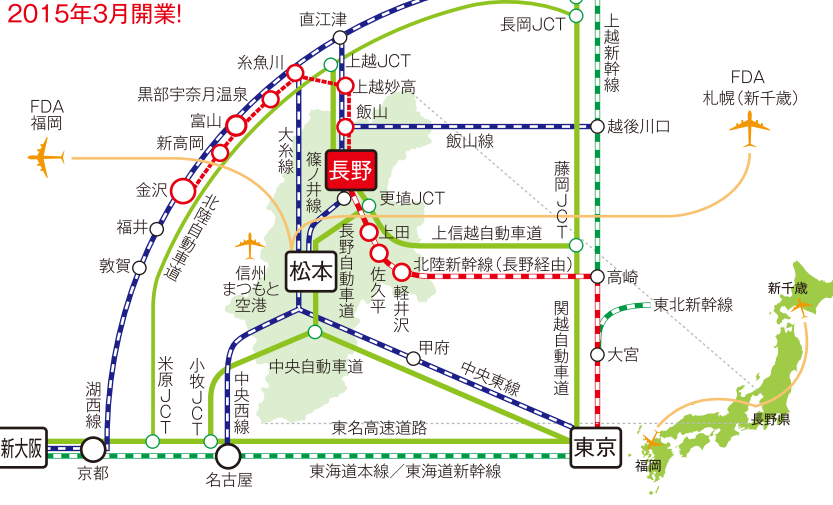 2015年3月開業!
直江津
長岡JCT
上越新幹線
糸魚川
上越JCT
上越妙高
黒部宇奈月温泉
飯山
FDA
札幌（新千歳）
FDA
福岡
富山
新高岡
大糸線
篠ノ井線
飯山線
越後川口
長野
藤岡JCT
金沢
北陸自動車道
更埴JCT
福井
上田
上信越自動車道
長野自動車道
敦賀
信州
まつもと
空港
松本
佐久平
軽井沢
北陸新幹線（長野経由）
高崎
新千歳
東北新幹線
関越自動車道
大宮
甲府
米原JCT
小牧JCT
中央自動車道
中央東線
湖西線
中央西線
長野県
東名高速道路
新大阪
東京
福岡
京都
名古屋
東海道本線／東海道新幹線